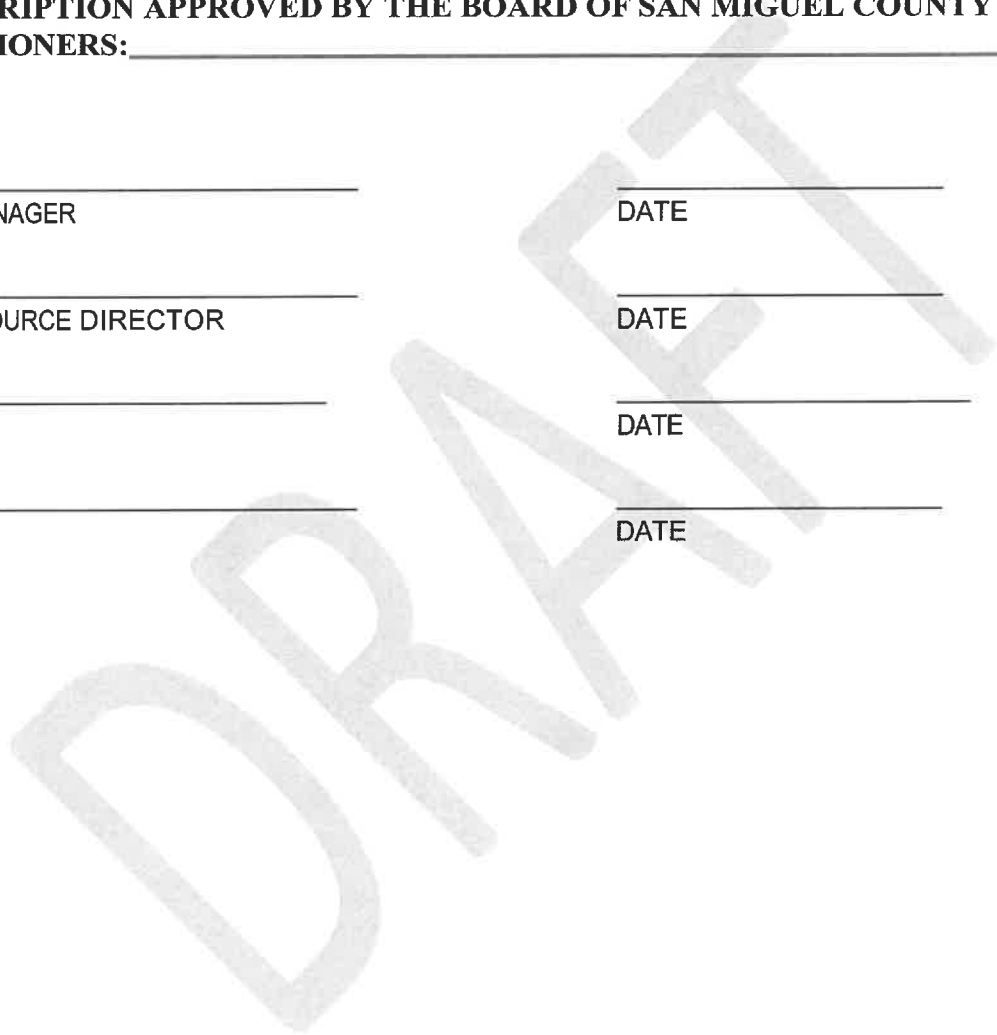 RIPTION APPROVED BY THE BOARD OF SAN MIGUEL COUNTY
IONERS:
NAGER DATE
OURCE DIRECTOR DATE
DATE
DATE
DRAFT